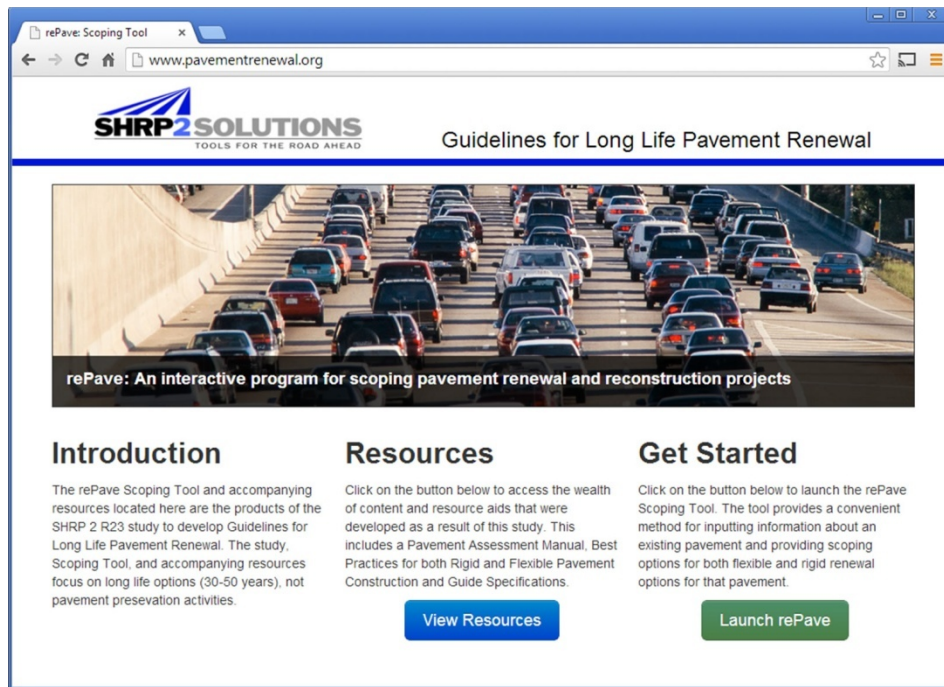 rePave: Scoping Tool
www.pavementrenewal.org
SHRP2SOLUTIONS
TOOLS FOR THE ROAD AHEAD
Guidelines for Long Life Pavement Renewal
rePave: An interactive program for scoping pavement renewal and reconstruction projects
Introduction
The rePave Scoping Tool and accompanying
resources located here are the products of the
SHRP 2 R23 study to develop Guidelines for
Long Life Pavement Renewal. The study,
Scoping Tool, and accompanying resources
focus on long life options (30-50 years), not
pavement presevation activities.
Resources
Click on the button below to access the wealth
of content and resource aids that were
developed as a result of this study. This
includes a Pavement Assessment Manual, Best
Practices for both Rigid and Flexible Pavement
Construction and Guide Specifications.
View Resources
Get Started
Click on the button below to launch the rePave
Scoping Tool. The tool provides a convenient
method for inputting information about an
existing pavement and providing scoping
options for both flexible and rigid renewal
options for that pavement.
Launch rePave